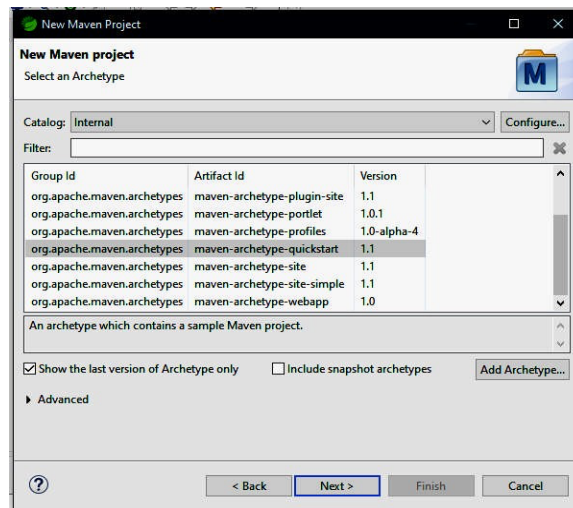 New Maven Project
New Maven project
Select an Archetype
M
Catalog: Internal Configure...
Filter:
Group Id Artifact Id Version
org.apache.maven.archetypes maven-archetype-plugin-site 1.1
org.apache.maven.archetypes maven-archetype-portlet 1.0.1
org.apache.maven.archetypes maven-archetype-profiles 1.0-alpha-4
org.apache.maven.archetypes maven-archetype-quickstart 1.1
org.apache.maven.archetypes maven-archetype-site 1.1
org.apache.maven.archetypes maven-archetype-site-simple 1.1
org.apache.maven.archetypes maven-archetype-webapp 1.0
An archetype which contains a sample Maven project.
Show the last version of Archetype only Include snapshot archetypes Add Archetype...
Advanced
? < Back Next > Finish Cancel